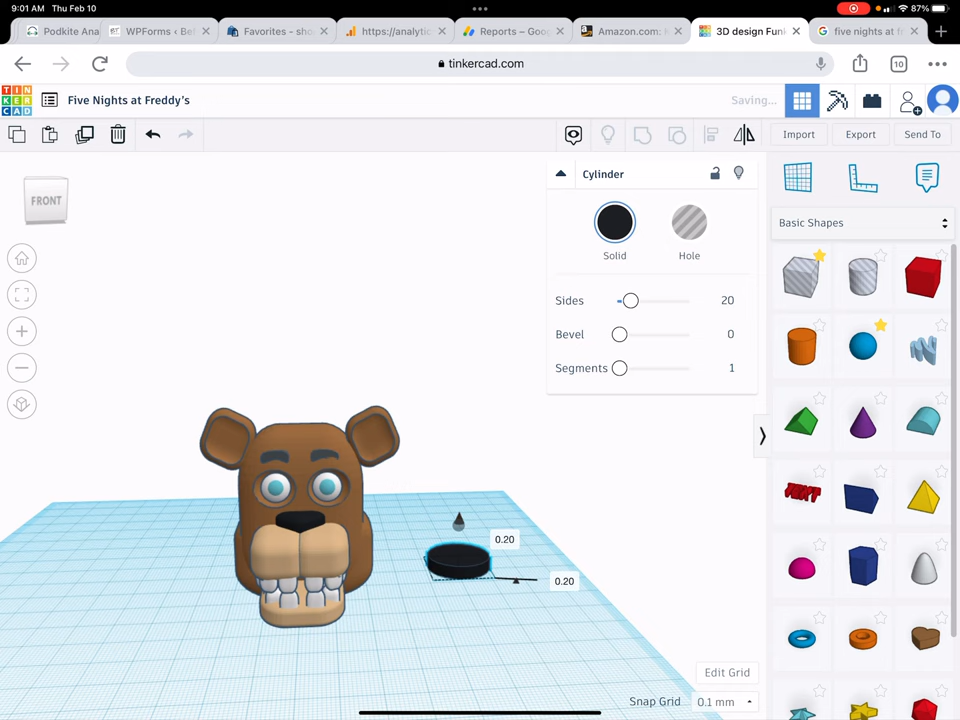 9:01 AM Thu Feb 10
87%
Podkite Ana
WPForms ‹ Be
Favorites - sho
https://analytic
Reports – Goog
Amazon.com:
3D design Fun
five nights at fr
tinkercad.com
10
TIN
KER
CAD
Five Nights at Freddy's
Saving...
Import
Export
Send To
FRONT
Cylinder
Solid
Hole
Sides
20
Bevel
0
Segments
1
Basic Shapes
TEXT
0.20
0.20
Edit Grid
Snap Grid
0.1 mm